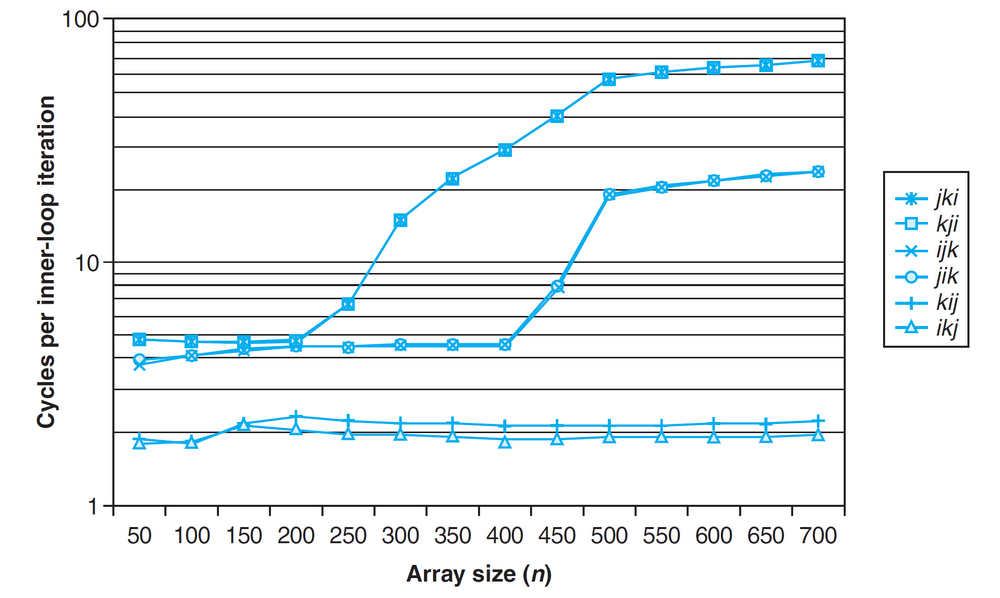 100
10
1
Cycles per inner-loop iteration
50 100 150 200 250 300 350 400 450 500 550 600 650 700
Array size (n)
jki
kji
ijk
jik
kij
ikj